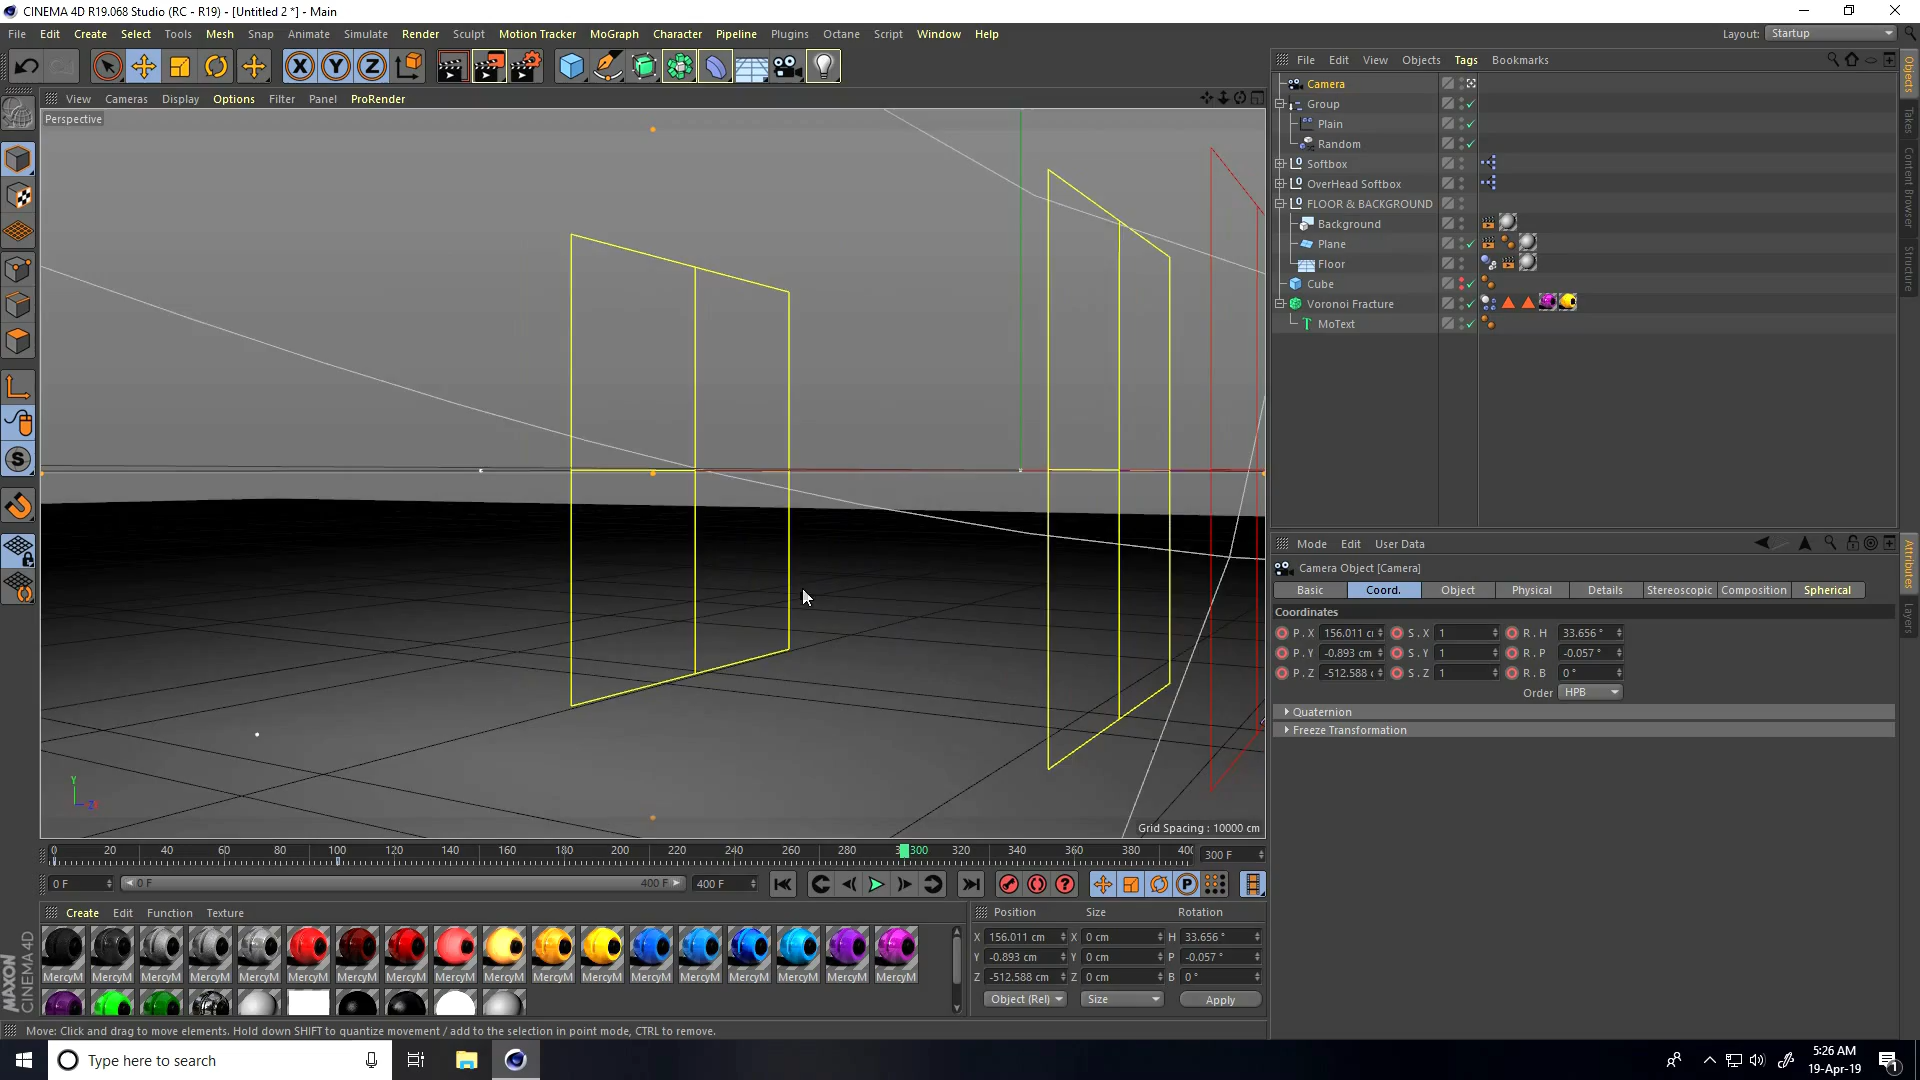 CINEMA 4D R19.068 Studio (RC - R19) - [Untitled 2 *] - Main
File Edit Create Select Tools Mesh Snap Animate Simulate Render Sculpt Motion Tracker MoGraph Character Pipeline Plugins Octane Script Window Help
Layout: Startup
File Edit View Objects Tags Bookmarks
View Cameras Display Options Filter Panel ProRender
Perspective
Camera
Group
Plain
Random
Softbox
OverHead Softbox
FLOOR & BACKGROUND
Background
Plane
Floor
Cube
Voronoi Fracture
MoText
Objects
Takes
Content Browser
Structure
Mode Edit User Data
Camera Object [Camera]
Basic Coord. Object Physical Details Stereoscopic Composition Spherical
Coordinates
P . X 156.011 c S . X 1 R . H 33.656 °
P . Y -0.893 cm S . Y 1 R . P -0.057 °
P . Z -512.588 ( S . Z 1 R . B 0 °
Order HPB
Quaternion
Freeze Transformation
Attributes
Layers
Y
Z
Grid Spacing : 10000 cm
0 20 40 60 80 100 120 140 160 180 200 220 240 260 280 300 320 340 360 380 400
300 F
0 F
0 F
400 F
400 F
Create Edit Function Texture
MercyM MercyM MercyM MercyM MercyM MercyM MercyM MercyM MercyM MercyM MercyM MercyM MercyM MercyM MercyM MercyM MercyM MercyM
Position Size Rotation
X 156.011 cm X 0 cm H 33.656 °
Y -0.893 cm Y 0 cm P -0.057 °
Z -512.588 cm Z 0 cm B 0 °
Object (Rel) Size Apply
MAXON
CINEMA 4D
Move: Click and drag to move elements. Hold down SHIFT to quantize movement / add to the selection in point mode, CTRL to remove.
Type here to search
5:26 AM
19-Apr-19
1